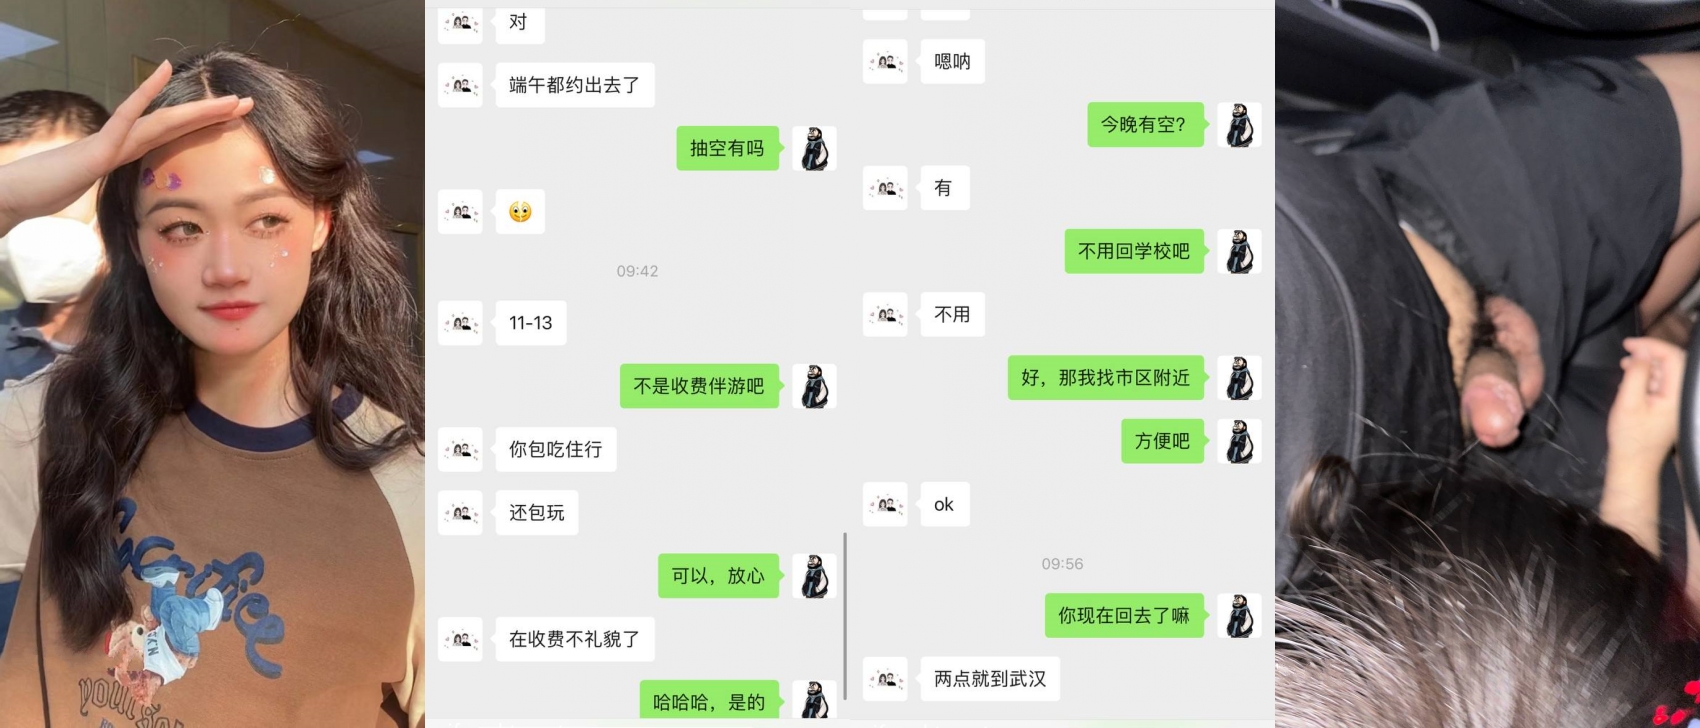 对
端午都约出去了
抽空有吗
09:42
11-13
不是收费伴游吧
你包吃住行
还包玩
可以，放心
在收费不礼貌了
哈哈哈，是的
嗯呐
今晚有空?
有
不用回学校吧
不用
好，那我找市区附近
方便吧
ok
09:56
你现在回去了嘛
两点就到武汉